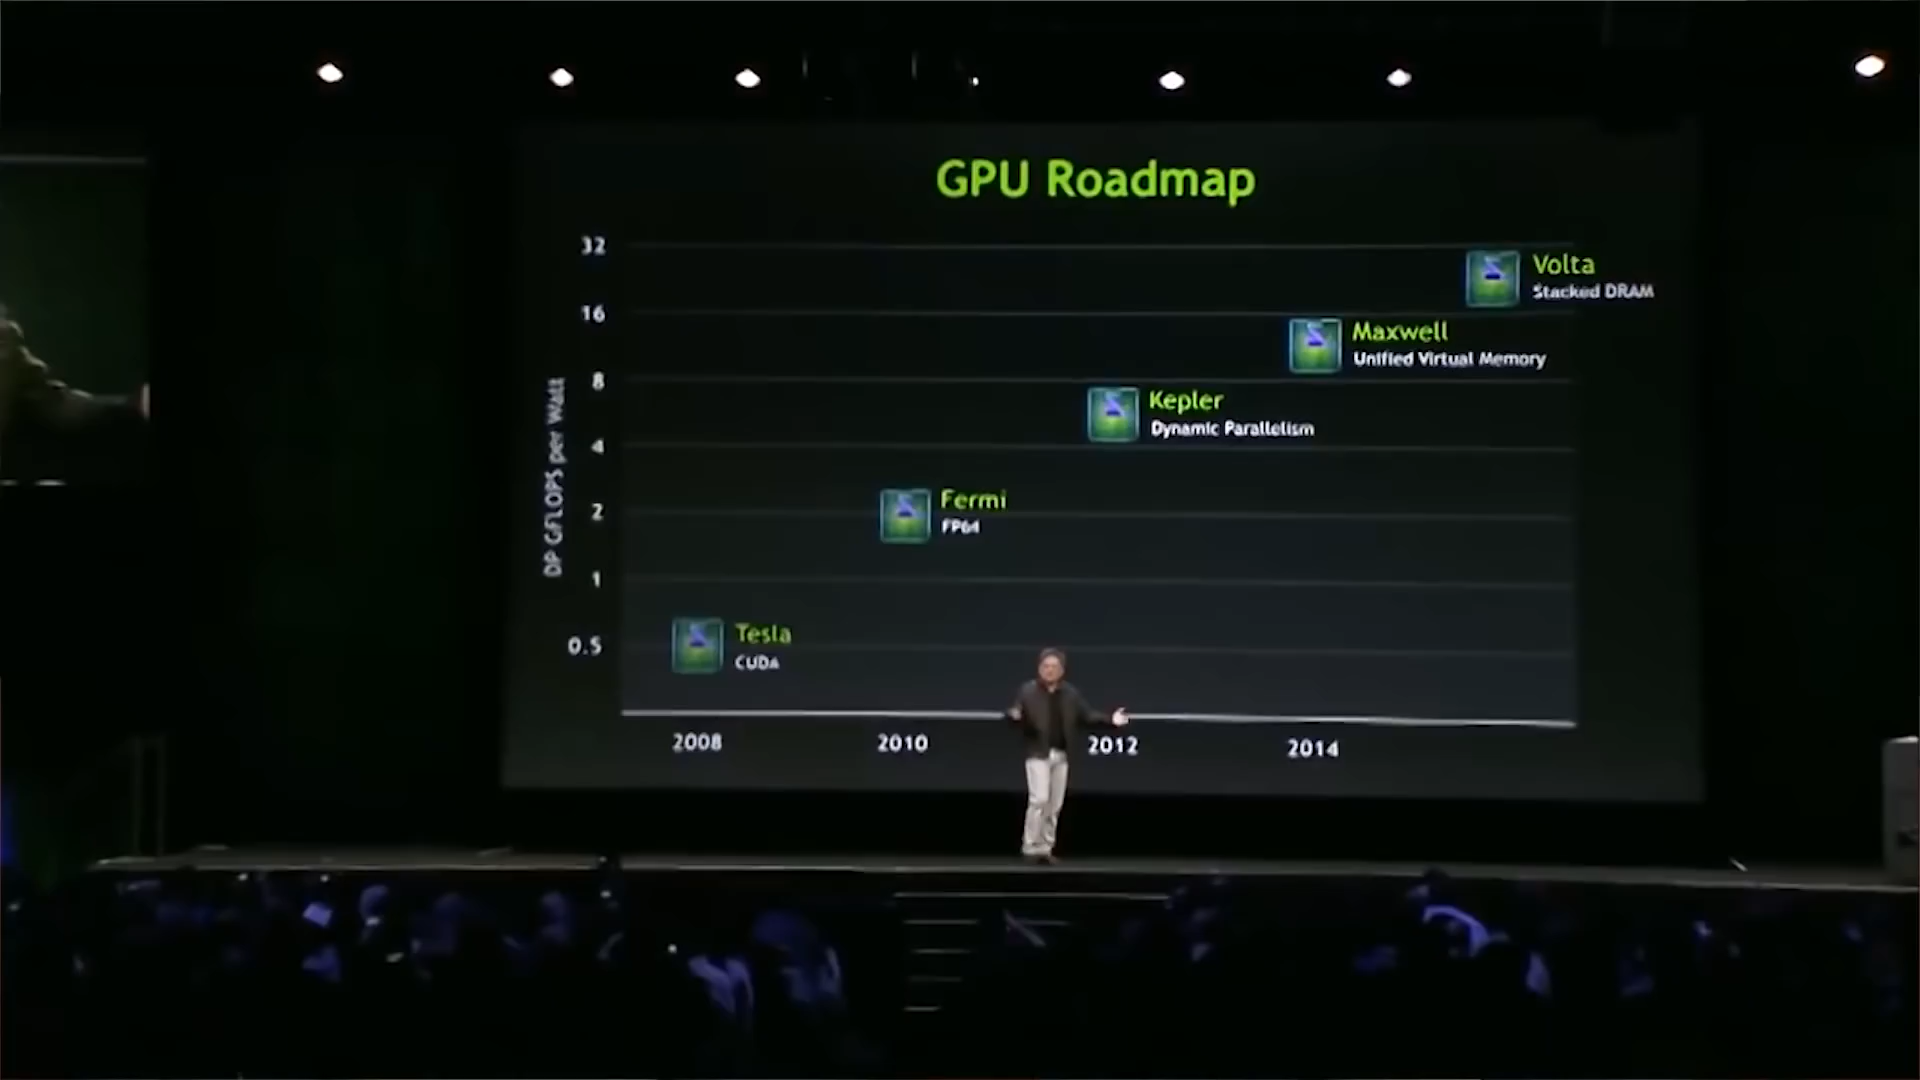 GPU Roadmap
32
16
8
4
2
1
0.5
DP GFLOPS per Watt
Volta
Stacked DRAM
Maxwell
Unified Virtual Memory
Kepler
Dynamic Parallelism
Fermi
FP64
Tesla
CUDA
2008
2010
2012
2014